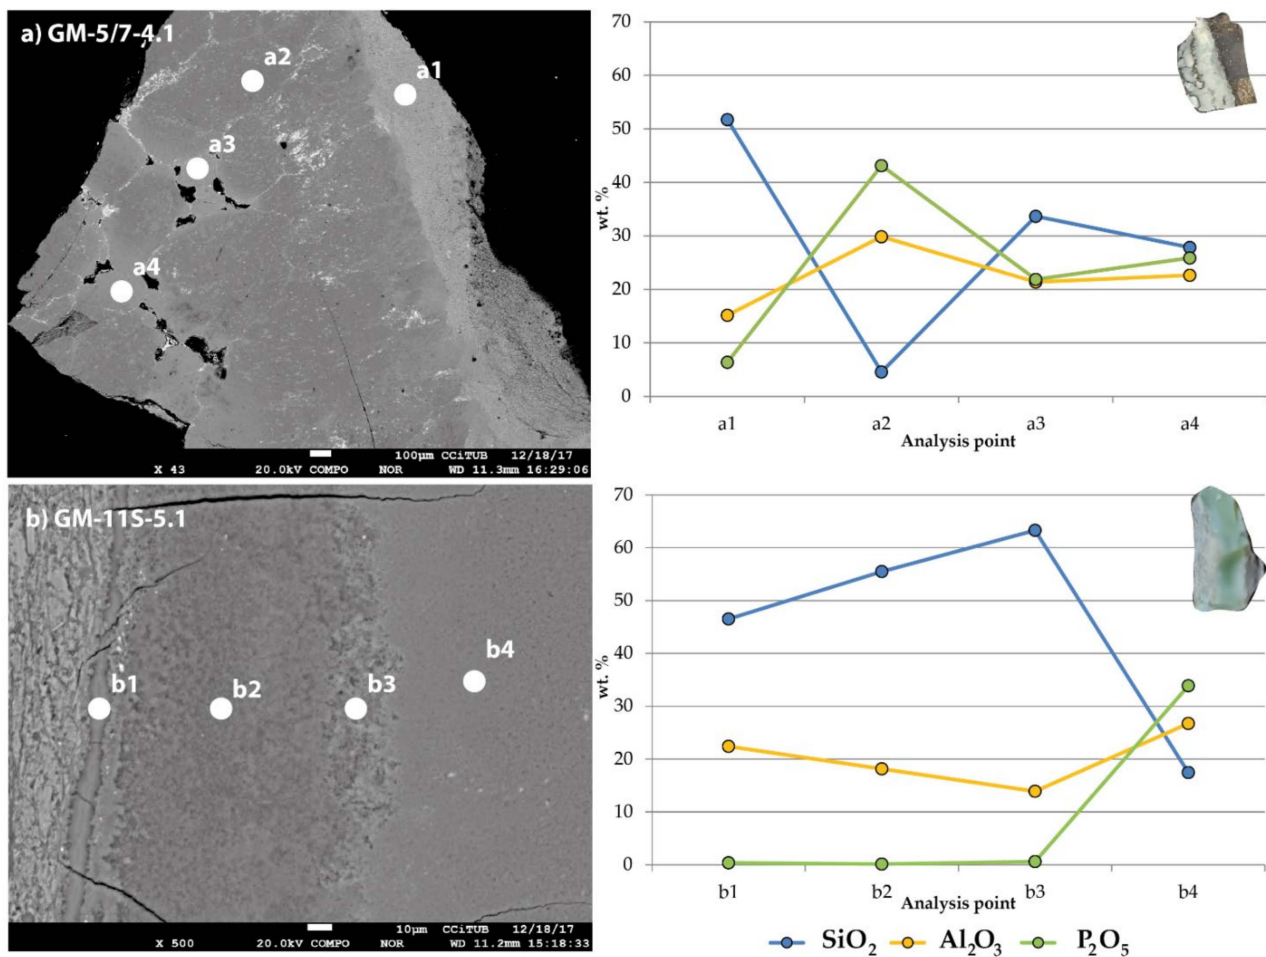 a) GM-5/7-4.1
a2
a1
a3
a4
100µm CCiTUB 12/18/17
X 43 20.0kV COMPO NOR WD 11.3mm 16:29:06
70
60
50
40
30
20
10
0
wt. %
a1 a2 a3 a4
Analysis point
b) GM-11S-5.1
b1
b2
b3
b4
10µm CCiTUB 12/18/17
X 500 20.0kV COMPO NOR WD 11.2mm 15:18:33
70
60
50
40
30
20
10
0
wt. %
b1 b2 b3 b4
Analysis point
SiO₂ Al₂O₃ P₂O₅